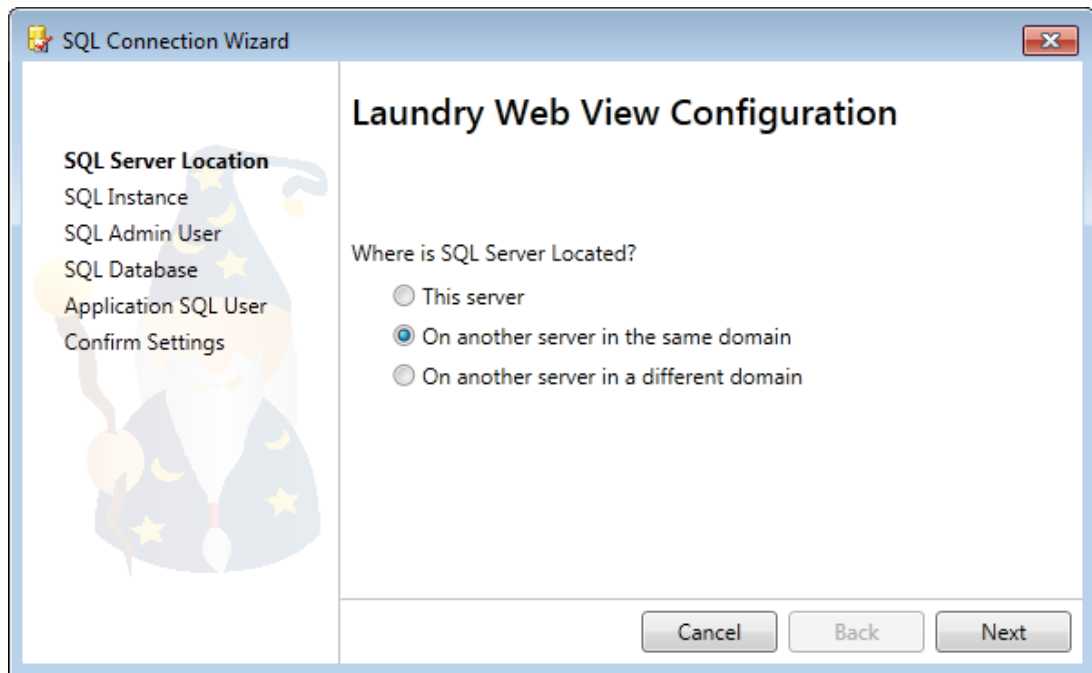 SQL Connection Wizard
Laundry Web View Configuration
SQL Server Location
SQL Instance
SQL Admin User
SQL Database
Application SQL User
Confirm Settings
Where is SQL Server Located?
This server
On another server in the same domain
On another server in a different domain
Cancel
Back
Next